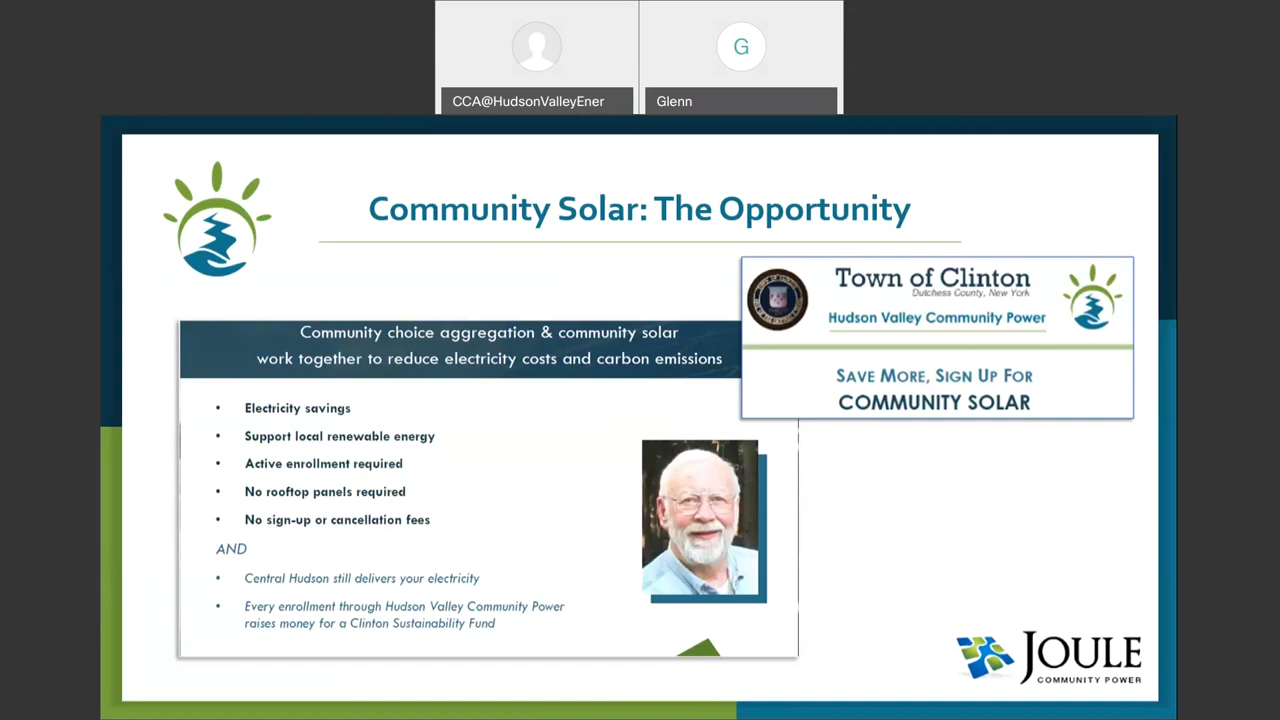 G
CCA@HudsonValleyEner
Glenn
Community Solar: The Opportunity
Town of Clinton
Dutchess County, New York
Hudson Valley Community Power
SAVE MORE, SIGN UP FOR
COMMUNITY SOLAR
Community choice aggregation & community solar
work together to reduce electricity costs and carbon emissions
• Electricity savings
• Support local renewable energy
• Active enrollment required
• No rooftop panels required
• No sign-up or cancellation fees
AND
• Central Hudson still delivers your electricity
• Every enrollment through Hudson Valley Community Power
raises money for a Clinton Sustainability Fund
JOULE
COMMUNITY POWER